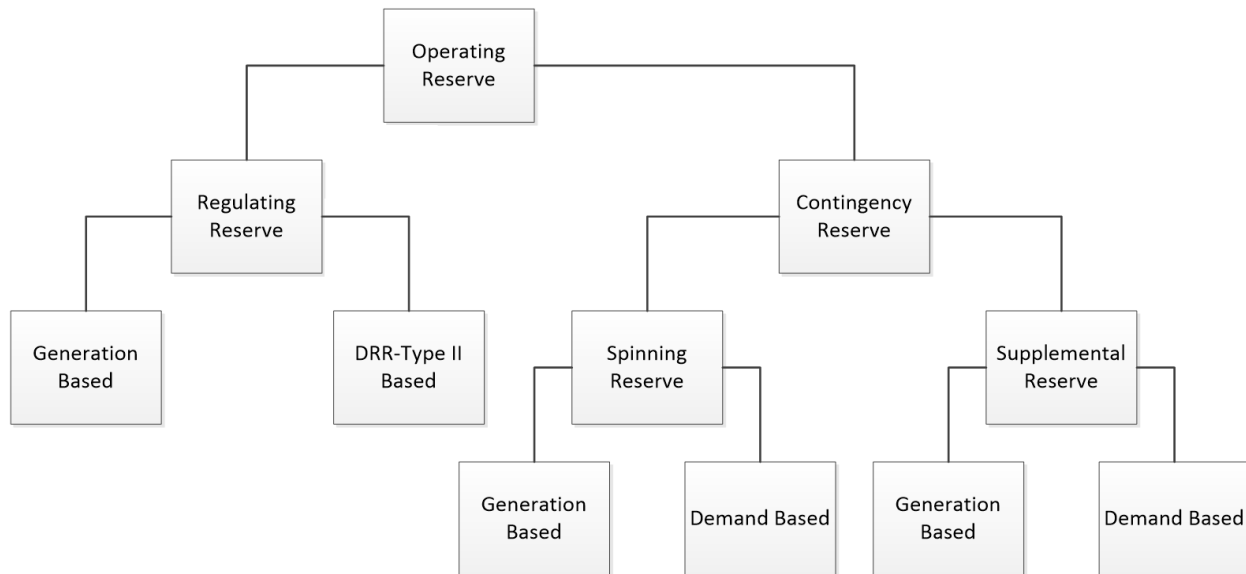 Operating
Reserve
Regulating
Reserve
Contingency
Reserve
Generation
Based
DRR-Type II
Based
Spinning
Reserve
Supplemental
Reserve
Generation
Based
Demand Based
Generation
Based
Demand Based